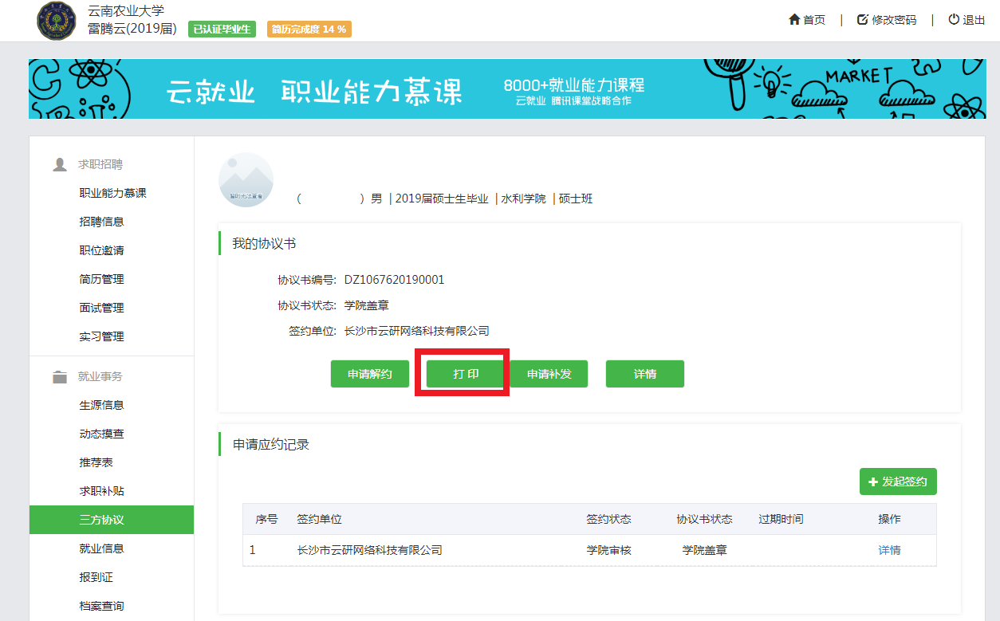 云南农业大学
雷腾云(2019届) 已认证毕业生 简历完成度 14 %
首页 | 修改密码 | 退出
云就业 职业能力慕课
8000+就业能力课程
云就业 腾讯课堂战略合作
MARKET
求职招聘
职业能力慕课
招聘信息
职位邀请
简历管理
面试管理
实习管理
就业事务
生源信息
动态摸查
推荐表
求职补贴
三方协议
就业信息
报到证
档案查询
暂时无法查看
（ ）男 | 2019届硕士生毕业 | 水利学院 | 硕士班
我的协议书
协议书编号: DZ1067620190001
协议书状态: 学院盖章
签约单位: 长沙市云研网络科技有限公司
申请解约 打 印 申请补发 详情
申请应约记录
发起签约
序号 签约单位 签约状态 协议书状态 过期时间 操作
1 长沙市云研网络科技有限公司 学院审核 学院盖章 详情